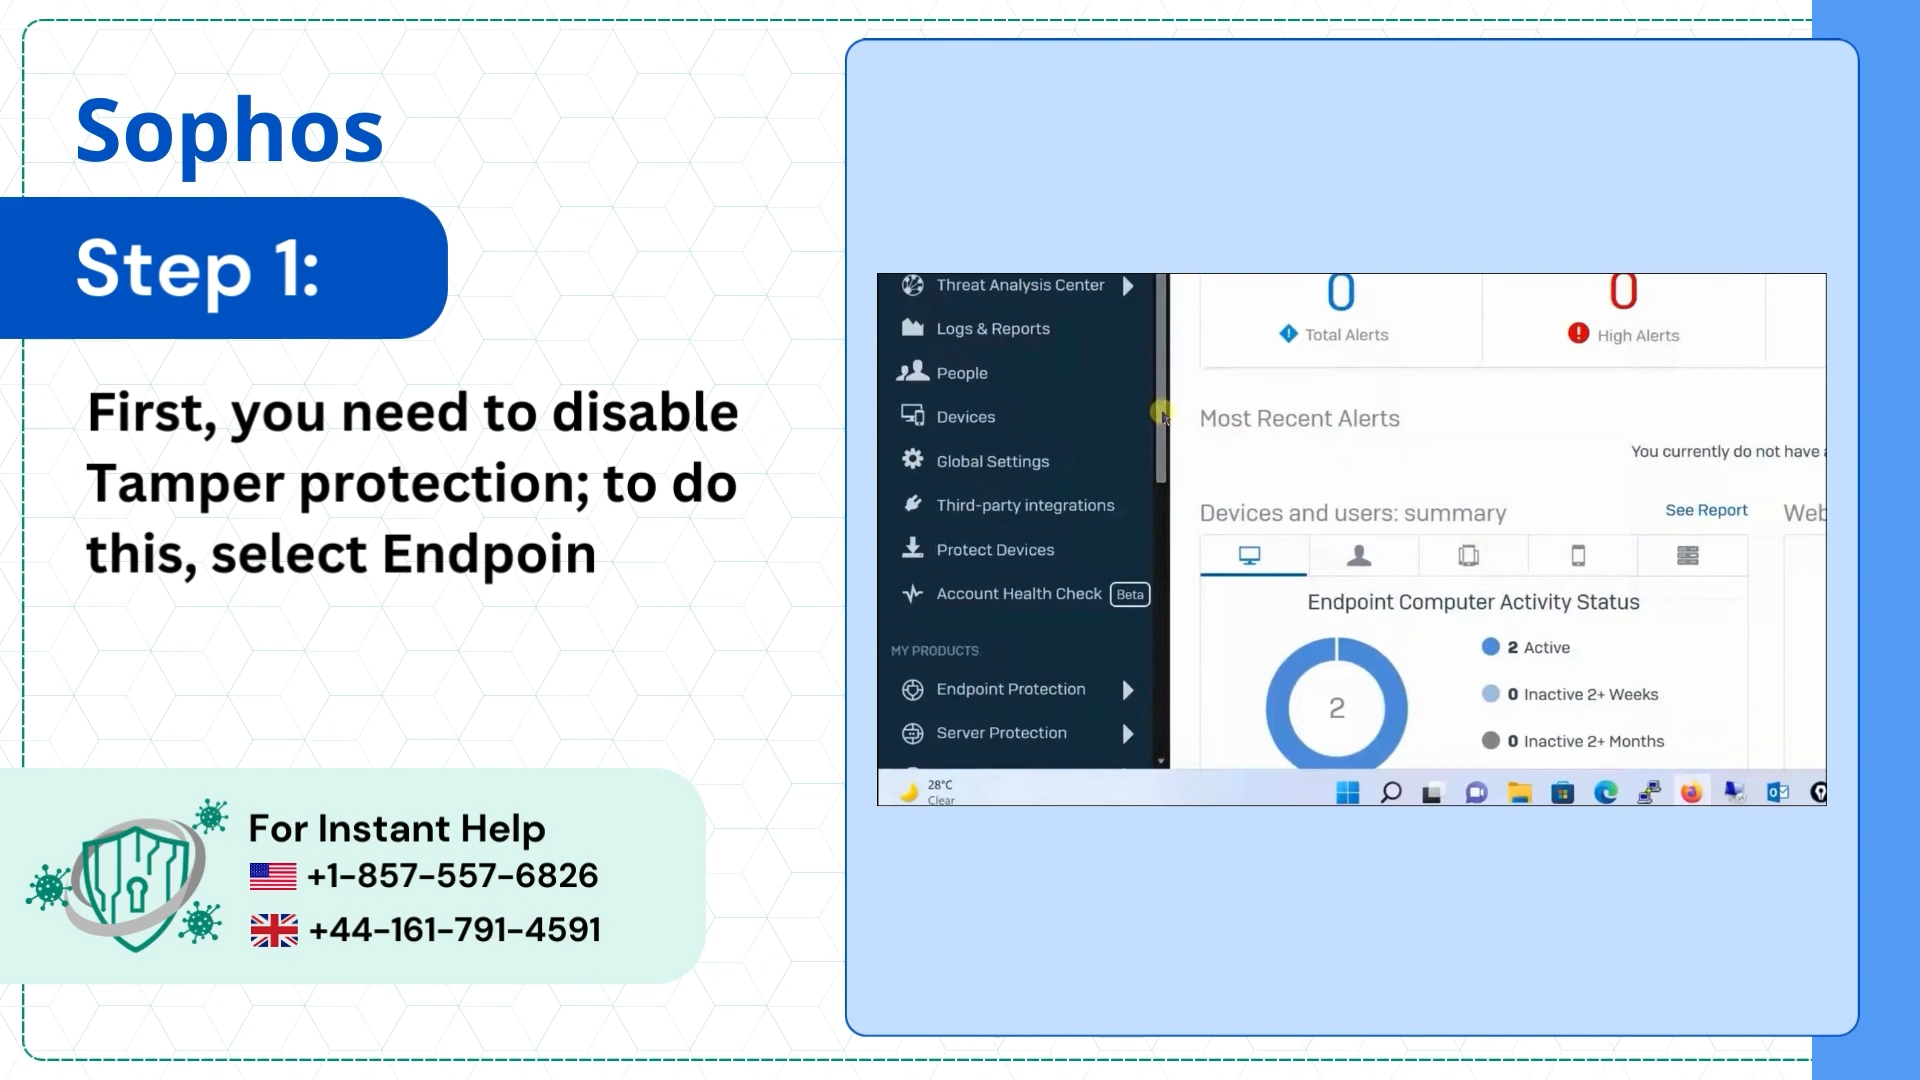 Sophos
Step 1:
First, you need to disable
Tamper protection; to do
this, select Endpoin
For Instant Help
+1-857-557-6826
+44-161-791-4591
Threat Analysis Center
Logs & Reports
People
Devices
Global Settings
Third-party integrations
Protect Devices
Account Health Check Beta
MY PRODUCTS
Endpoint Protection
Server Protection
0 0
Total Alerts High Alerts
Most Recent Alerts
You currently do not have
Devices and users: summary See Report Web
Endpoint Computer Activity Status
2
2 Active
0 Inactive 2+ Weeks
0 Inactive 2+ Months
28°C
Clear